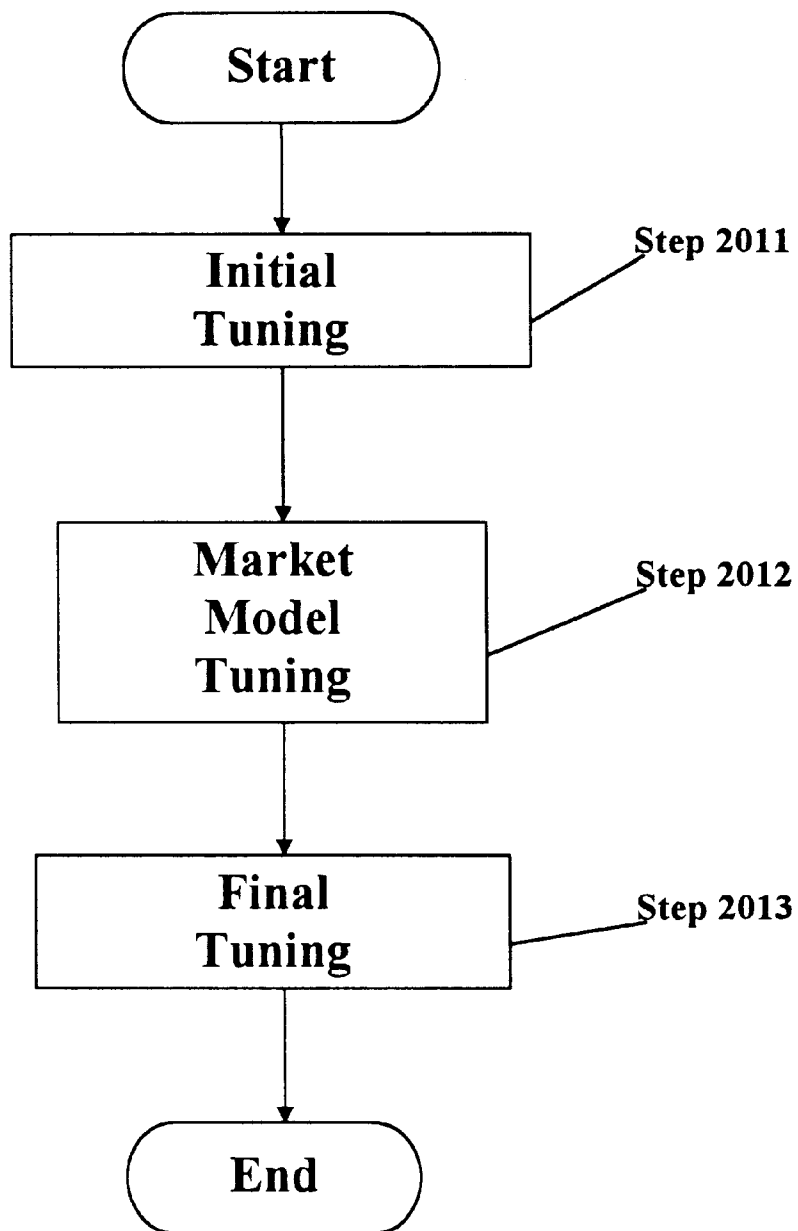 Start
Initial
Tuning
Step 2011
Market
Model
Tuning
Step 2012
Final
Tuning
Step 2013
End